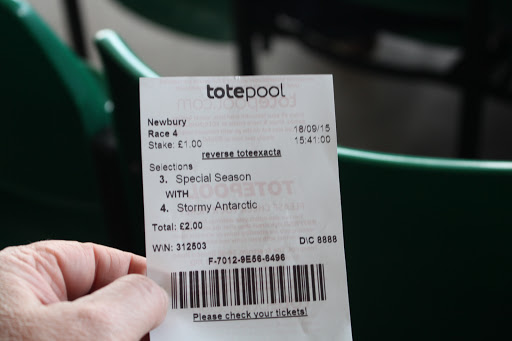 totepool
Newbury
Race 4 18/09/15
Stake: £1.00 15:41:00
reverse toteexacta
Selections
3. Special Season
WITH
4. Stormy Antarctic
Total: £2.00
W\N: 312503 D\C 8888
F-7012-9E56-6496
Please check your tickets!